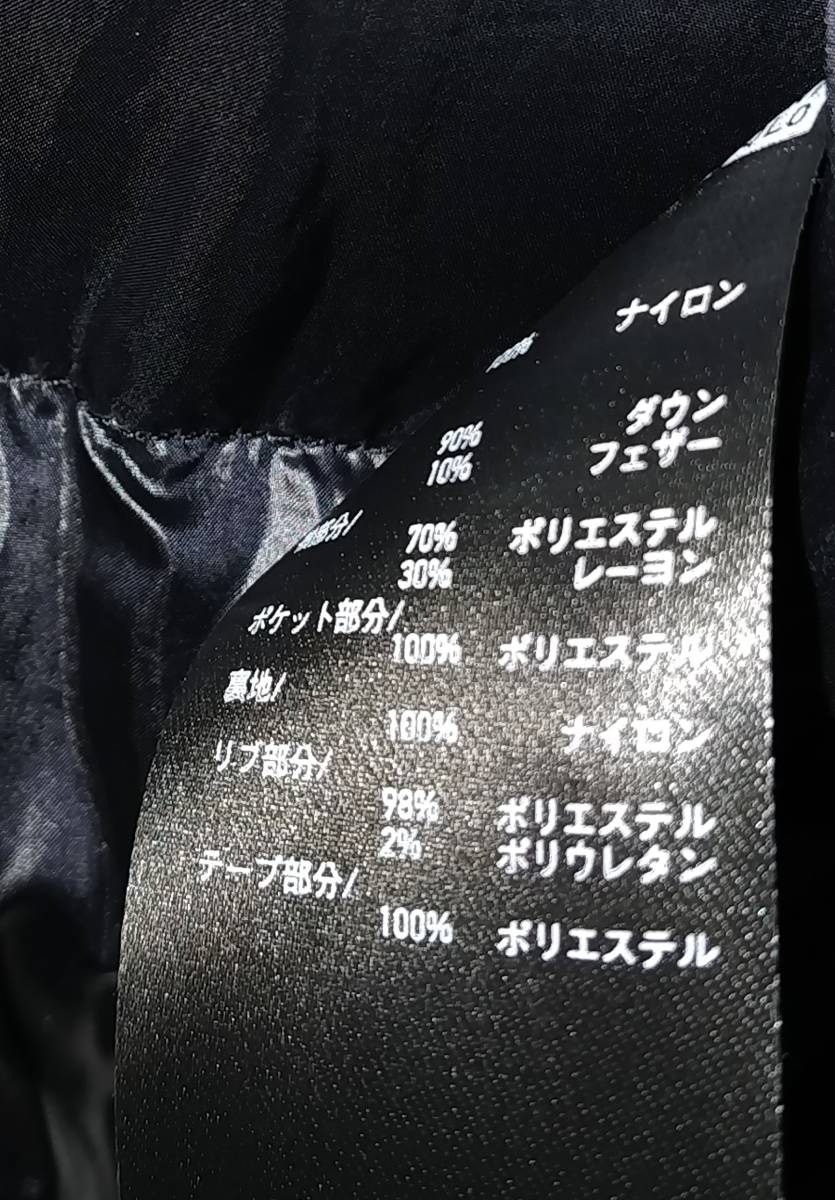 100% ナイロン
90% ダウン
10% フェザー
部分/
70% ポリエステル
30% レーヨン
ポケット部分/
100% ポリエステル
裏地/
100% ナイロン
リブ部分/
98% ポリエステル
2% ポリウレタン
テープ部分/
100% ポリエステル